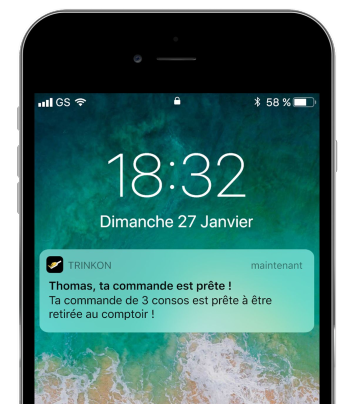 GS 58 %
18:32
Dimanche 27 Janvier
TRINKON maintenant
Thomas, ta commande est prête !
Ta commande de 3 consos est prête à être
retirée au comptoir !